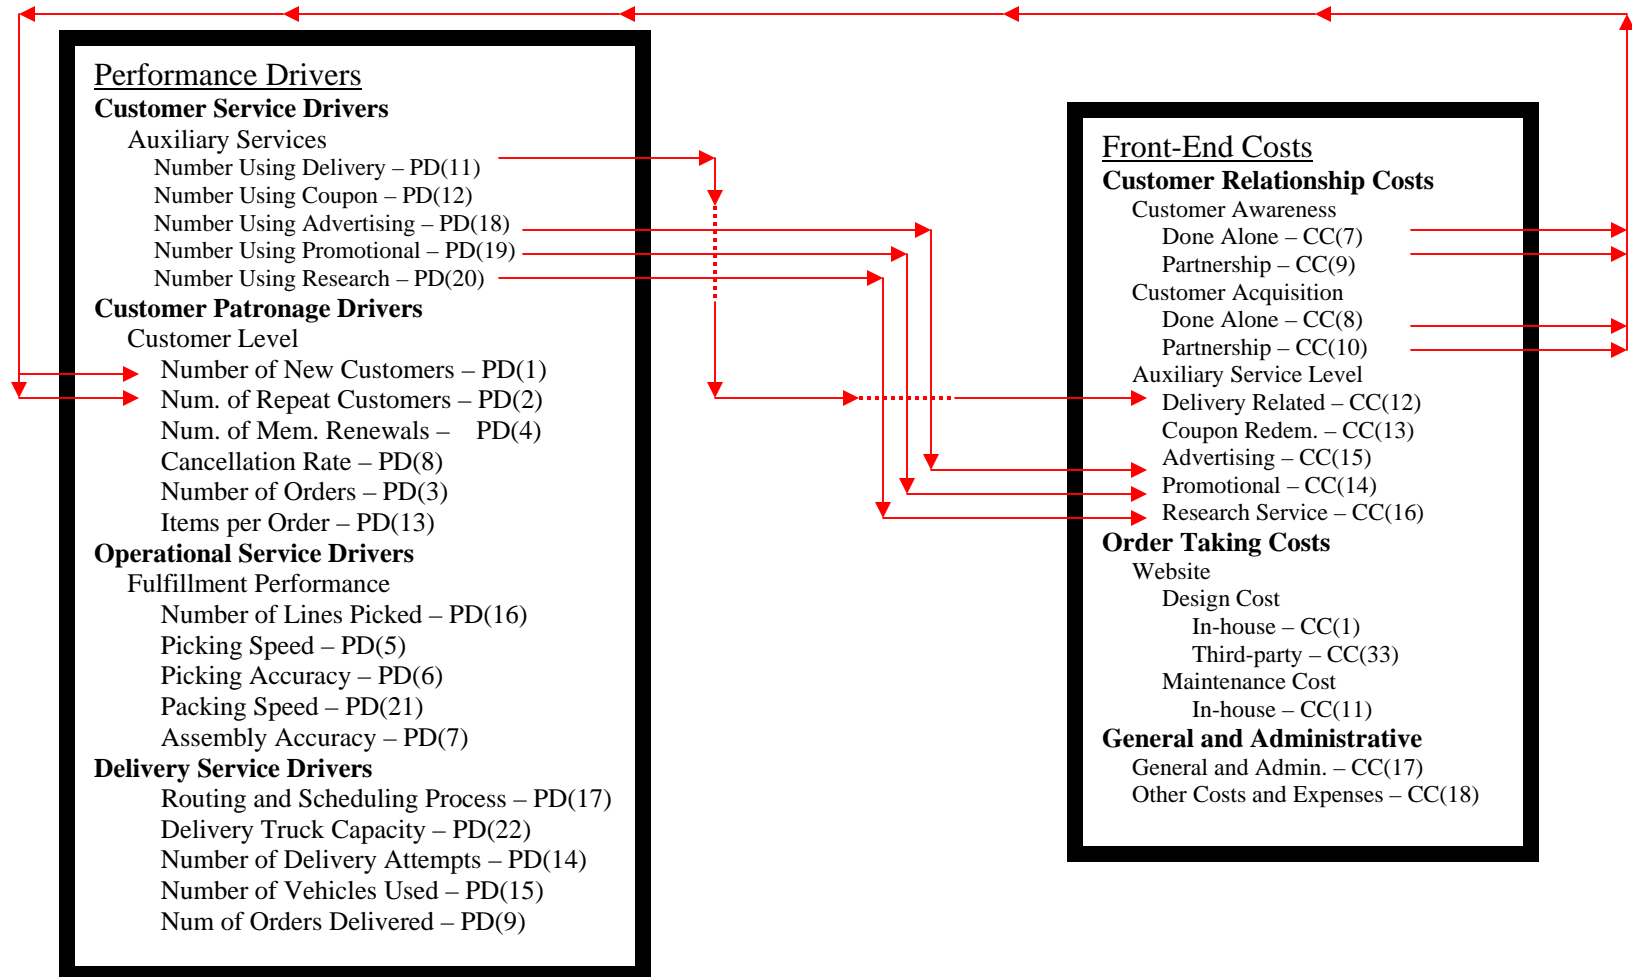 Performance Drivers
Customer Service Drivers
Auxiliary Services
Number Using Delivery – PD(11)
Number Using Coupon – PD(12)
Number Using Advertising – PD(18)
Number Using Promotional – PD(19)
Number Using Research – PD(20)
Customer Patronage Drivers
Customer Level
Number of New Customers – PD(1)
Num. of Repeat Customers – PD(2)
Num. of Mem. Renewals – PD(4)
Cancellation Rate – PD(8)
Number of Orders – PD(3)
Items per Order – PD(13)
Operational Service Drivers
Fulfillment Performance
Number of Lines Picked – PD(16)
Picking Speed – PD(5)
Picking Accuracy – PD(6)
Packing Speed – PD(21)
Assembly Accuracy – PD(7)
Delivery Service Drivers
Routing and Scheduling Process – PD(17)
Delivery Truck Capacity – PD(22)
Number of Delivery Attempts – PD(14)
Number of Vehicles Used – PD(15)
Num of Orders Delivered – PD(9)
Front-End Costs
Customer Relationship Costs
Customer Awareness
Done Alone – CC(7)
Partnership – CC(9)
Customer Acquisition
Done Alone – CC(8)
Partnership – CC(10)
Auxiliary Service Level
Delivery Related – CC(12)
Coupon Redem. – CC(13)
Advertising – CC(15)
Promotional – CC(14)
Research Service – CC(16)
Order Taking Costs
Website
Design Cost
In-house – CC(1)
Third-party – CC(33)
Maintenance Cost
In-house – CC(11)
General and Administrative
General and Admin. – CC(17)
Other Costs and Expenses – CC(18)